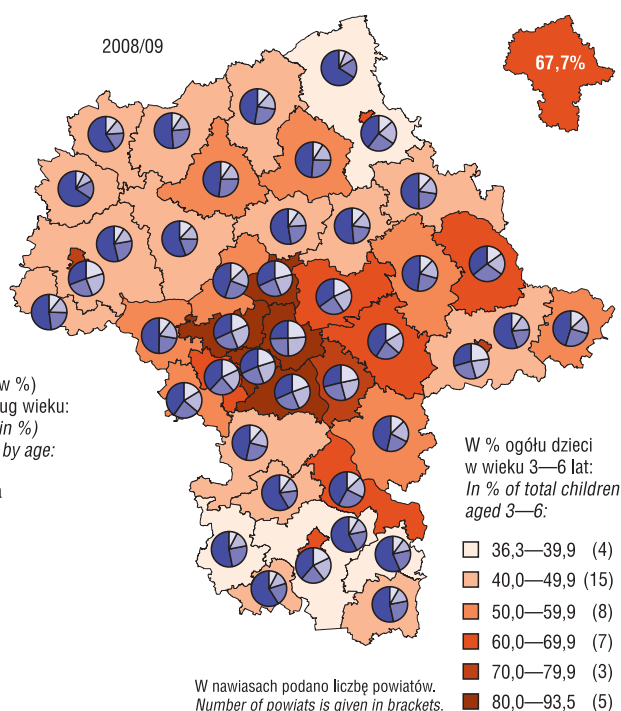 2008/09
67,7%
w %)
ug wieku:
in %)
by age:
a
W % ogółu dzieci
w wieku 3—6 lat:
In % of total children
aged 3—6:
36,3—39,9 (4)
40,0—49,9 (15)
50,0—59,9 (8)
60,0—69,9 (7)
70,0—79,9 (3)
80,0—93,5 (5)
W nawiasach podano liczbę powiatów.
Number of powiats is given in brackets.